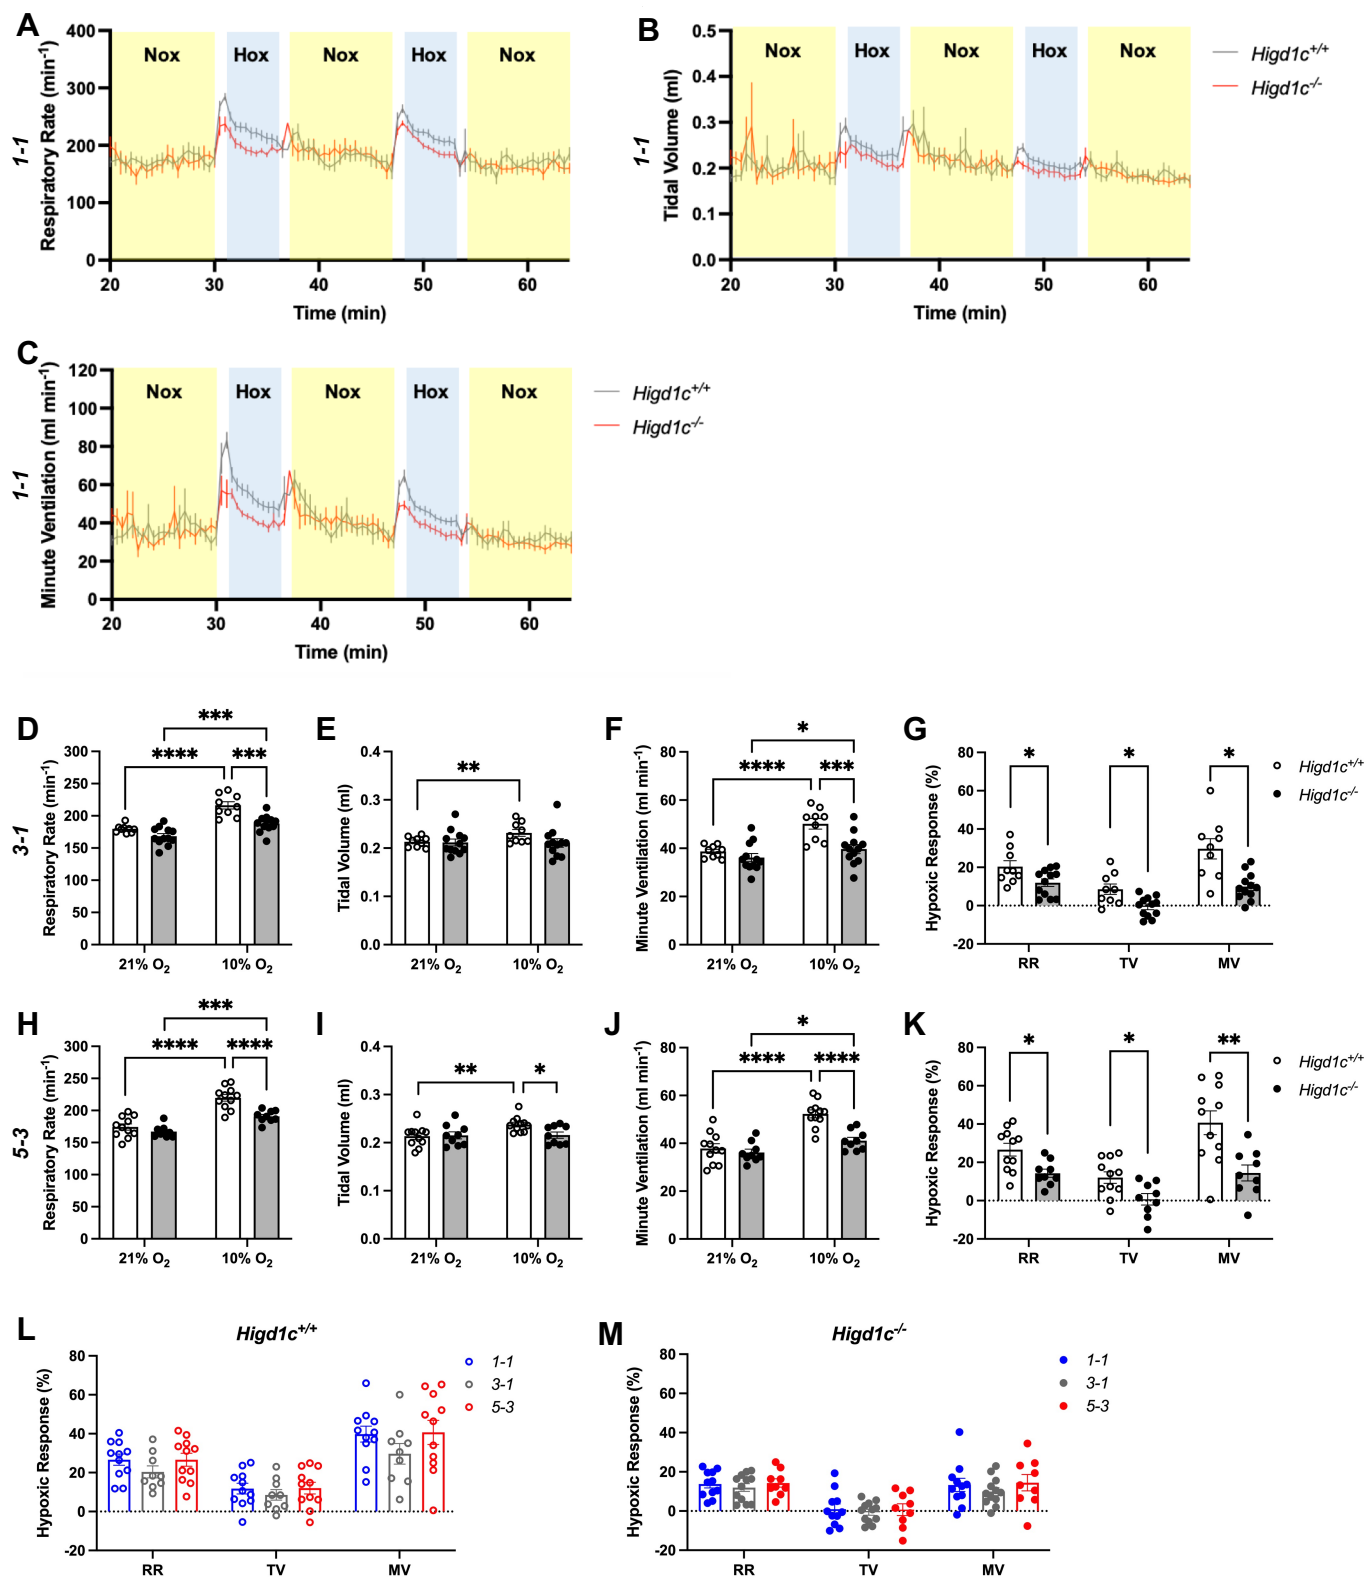 A
1-1
Respiratory Rate (min-1)
400
300
200
100
0
Nox
Hox
Nox
Hox
Nox
20
30
40
50
60
Time (min)
B
1-1
Tidal Volume (ml)
0.5
0.4
0.3
0.2
0.1
0.0
Nox
Hox
Nox
Hox
Nox
20
30
40
50
60
Time (min)
Higd1c+/+
Higd1c-/-
C
1-1
Minute Ventilation (ml min-1)
120
100
80
60
40
20
0
Nox
Hox
Nox
Hox
Nox
20
30
40
50
60
Time (min)
Higd1c+/+
Higd1c-/-
3-1
D
Respiratory Rate (min-1)
300
250
200
150
100
50
0
***
****
***
21% O2
10% O2
E
Tidal Volume (ml)
0.4
0.3
0.2
0.1
0.0
**
21% O2
10% O2
F
Minute Ventilation (ml min-1)
80
60
40
20
0
*
****
***
21% O2
10% O2
G
Hypoxic Response (%)
80
60
40
20
0
-20
*
*
*
RR
TV
MV
Higd1c+/+
Higd1c-/-
5-3
H
Respiratory Rate (min-1)
300
250
200
150
100
50
0
***
****
****
21% O2
10% O2
I
Tidal Volume (ml)
0.4
0.3
0.2
0.1
0.0
**
*
21% O2
10% O2
J
Minute Ventilation (ml min-1)
80
60
40
20
0
*
****
****
21% O2
10% O2
K
Hypoxic Response (%)
80
60
40
20
0
-20
*
*
**
RR
TV
MV
Higd1c+/+
Higd1c-/-
L
Higd1c+/+
Hypoxic Response (%)
80
60
40
20
0
-20
RR
TV
MV
1-1
3-1
5-3
M
Higd1c-/-
Hypoxic Response (%)
80
60
40
20
0
-20
RR
TV
MV
1-1
3-1
5-3